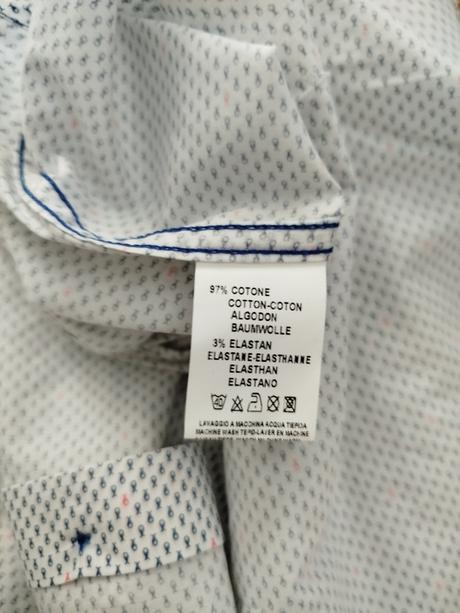 97% COTONE
COTTON-COTON
ALGODON
BAUMWOLLE
3% ELASTAN
ELASTANE-ELASTHANNE
ELASTHAN
ELASTANO
40
LAVAGGIO A MACCHINA ACQUA TIEPIDA
MACHINE WASH TEPID-LAVER EN MACHINE